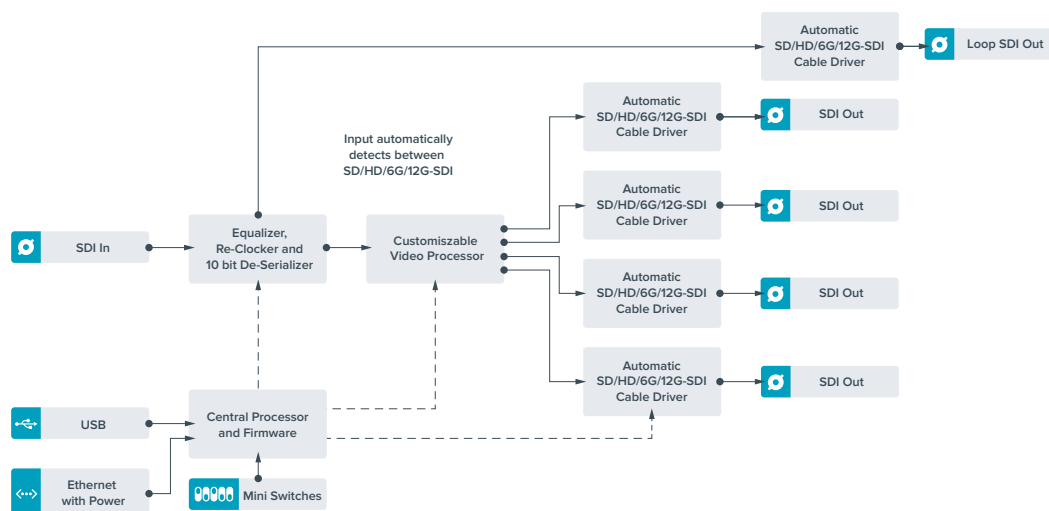 Automatic
SD/HD/6G/12G-SDI
Cable Driver
Loop SDI Out
Automatic
SD/HD/6G/12G-SDI
Cable Driver
SDI Out
Input automatically
detects between
SD/HD/6G/12G-SDI
Automatic
SD/HD/6G/12G-SDI
Cable Driver
SDI Out
SDI In
Equalizer,
Re-Clocker and
10 bit De-Serializer
Customiszable
Video Processor
Automatic
SD/HD/6G/12G-SDI
Cable Driver
SDI Out
Automatic
SD/HD/6G/12G-SDI
Cable Driver
SDI Out
USB
Central Processor
and Firmware
Ethernet
with Power
Mini Switches